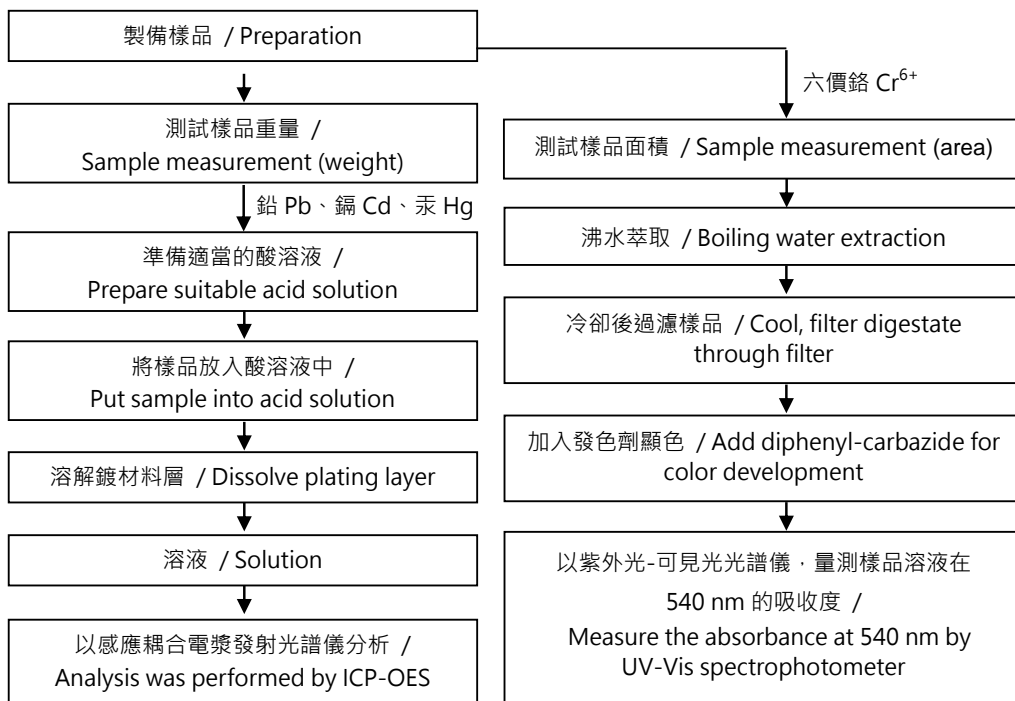 製備樣品 / Preparation
測試樣品重量 /
Sample measurement (weight)
鉛 Pb、鎘 Cd、汞 Hg
準備適當的酸溶液 /
Prepare suitable acid solution
將樣品放入酸溶液中 /
Put sample into acid solution
溶解鍍材料層 / Dissolve plating layer
溶液 / Solution
以感應耦合電漿發射光譜儀分析 /
Analysis was performed by ICP-OES
六價鉻 Cr⁶⁺
測試樣品面積 / Sample measurement (area)
沸水萃取 / Boiling water extraction
冷卻後過濾樣品 / Cool, filter digestate
through filter
加入發色劑顯色 / Add diphenyl-carbazide for
color development
以紫外光-可見光光譜儀，量測樣品溶液在
540 nm 的吸收度 /
Measure the absorbance at 540 nm by
UV-Vis spectrophotometer